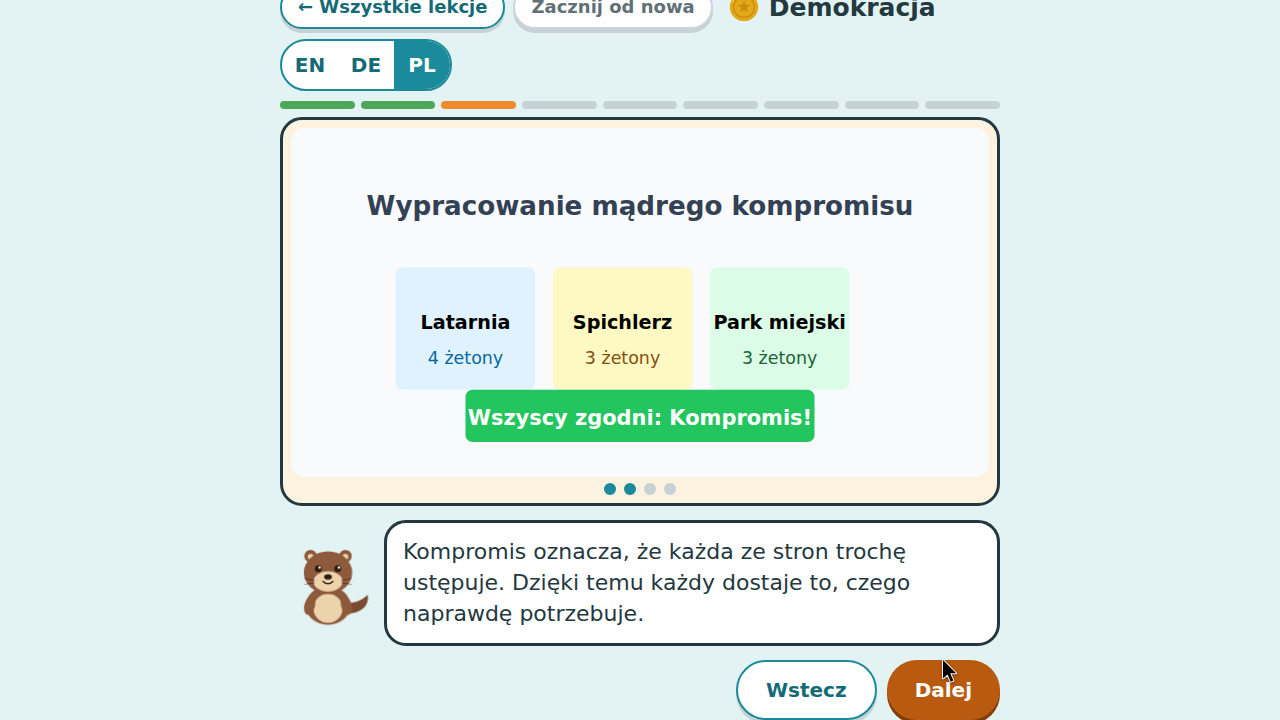 ← Wszystkie lekcje
Zacznij od nowa
Demokracja
EN DE PL
Wypracowanie mądrego kompromisu
Latarnia
4 żetony
Spichlerz
3 żetony
Park miejski
3 żetony
Wszyscy zgodni: Kompromis!
Kompromis oznacza, że każda ze stron trochę
ustępuje. Dzięki temu każdy dostaje to, czego
naprawdę potrzebuje.
Wstecz
Dalej